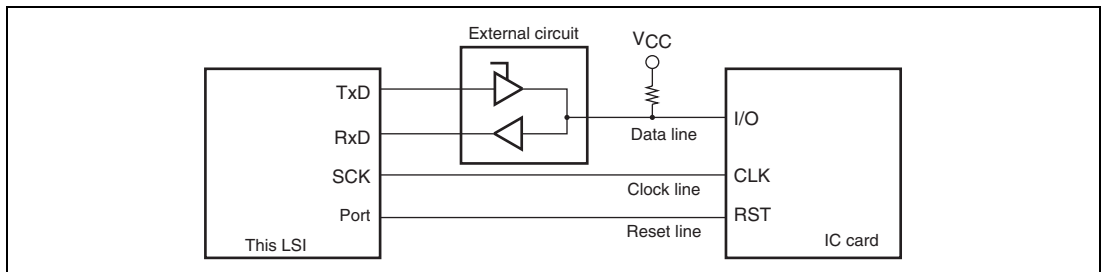 External circuit
VCC
TxD
RxD
SCK
Port
This LSI
Data line
Clock line
Reset line
I/O
CLK
RST
IC card